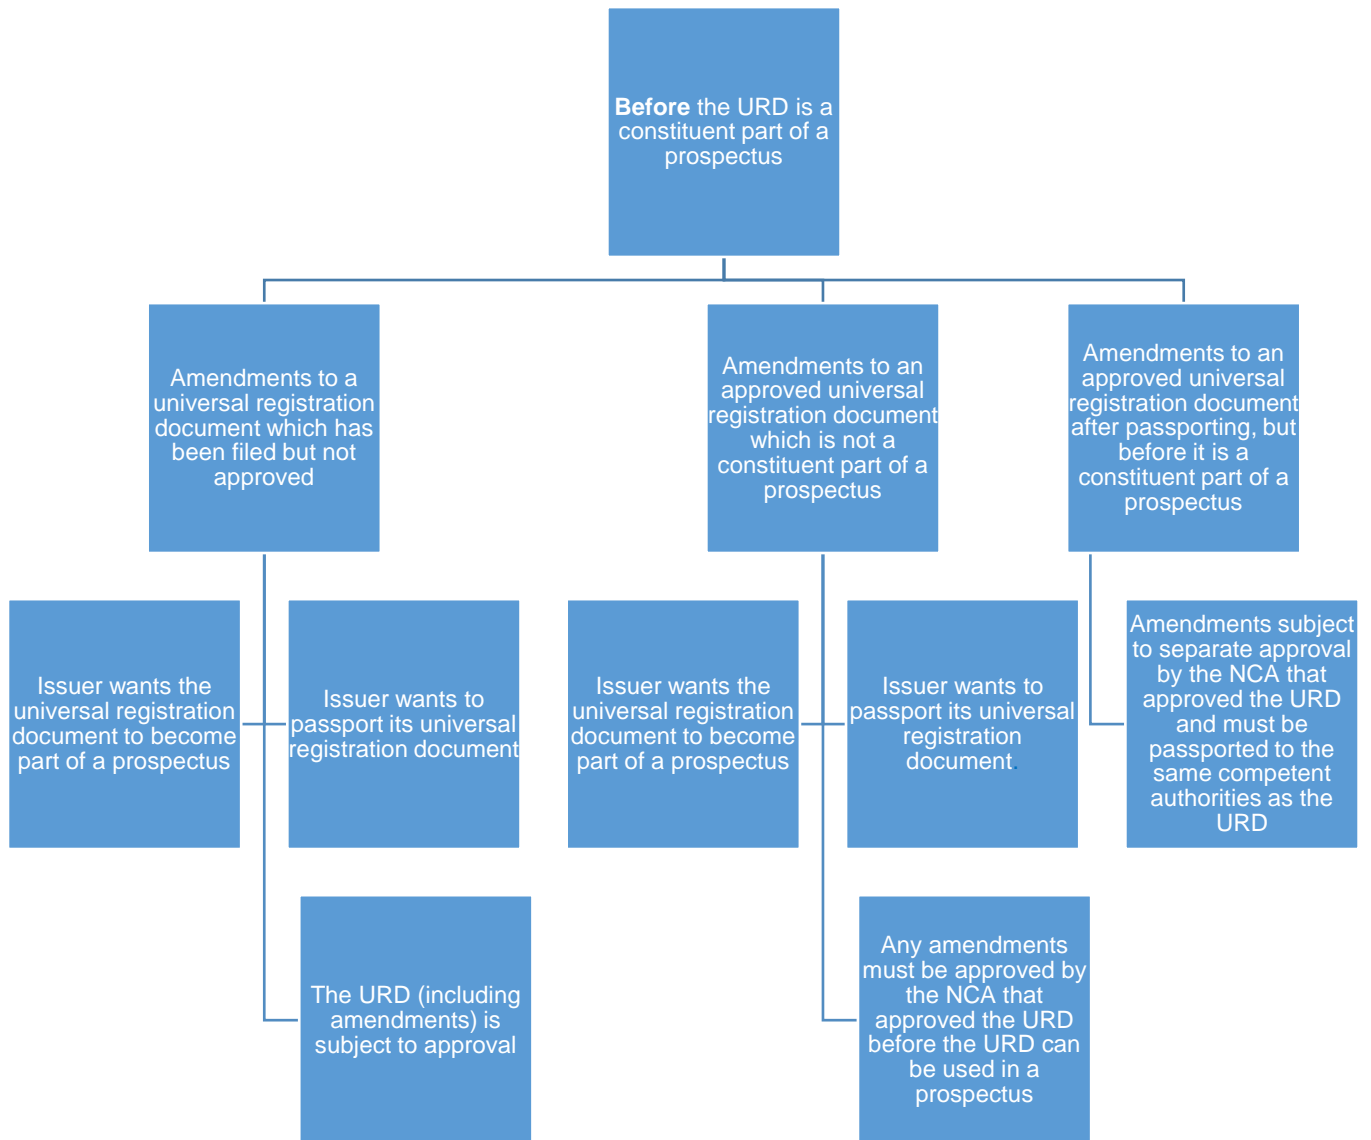 Before the URD is a
constituent part of a
prospectus
Amendments to a
universal registration
document which has
been filed but not
approved
Amendments to an
approved universal
registration document
which is not a
constituent part of a
prospectus
Amendments to an
approved universal
registration document
after passporting, but
before it is a
constituent part of a
prospectus
Issuer wants the
universal registration
document to become
part of a prospectus
Issuer wants to
passport its universal
registration document
Issuer wants the
universal registration
document to become
part of a prospectus
Issuer wants to
passport its universal
registration
document.
Amendments subject
to separate approval
by the NCA that
approved the URD
and must be
passported to the
same competent
authorities as the
URD
The URD (including
amendments) is
subject to approval
Any amendments
must be approved by
the NCA that
approved the URD
before the URD can
be used in a
prospectus